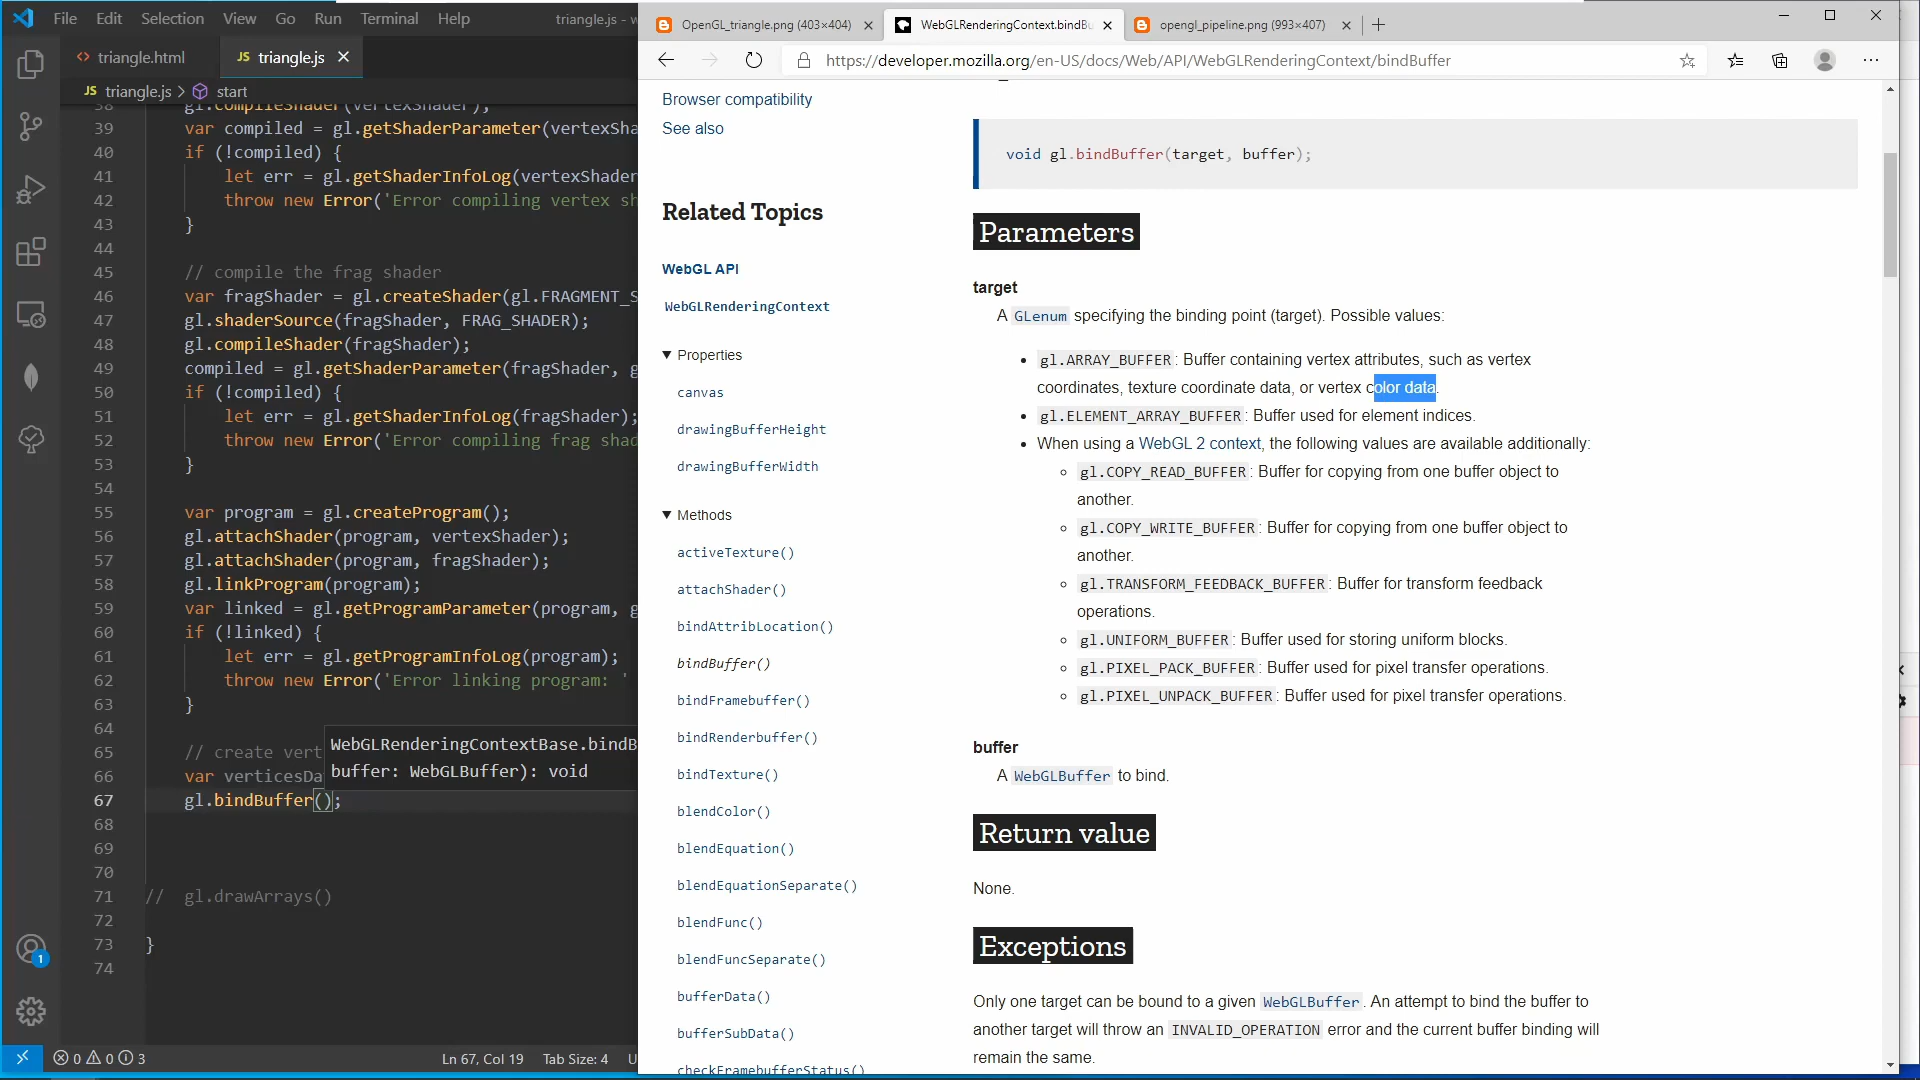 File Edit Selection View Go Run Terminal Help triangle.js - w
triangle.html
JS triangle.js
JS triangle.js > start
38 gl.compileShader(vertexShader);
39 var compiled = gl.getShaderParameter(vertexSha
40 if (!compiled) {
41 let err = gl.getShaderInfoLog(vertexShader
42 throw new Error('Error compiling vertex sh
43 }
44
45 // compile the frag shader
46 var fragShader = gl.createShader(gl.FRAGMENT_S
47 gl.shaderSource(fragShader, FRAG_SHADER);
48 gl.compileShader(fragShader);
49 compiled = gl.getShaderParameter(fragShader, g
50 if (!compiled) {
51 let err = gl.getShaderInfoLog(fragShader);
52 throw new Error('Error compiling frag shad
53 }
54
55 var program = gl.createProgram();
56 gl.attachShader(program, vertexShader);
57 gl.attachShader(program, fragShader);
58 gl.linkProgram(program);
59 var linked = gl.getProgramParameter(program, g
60 if (!linked) {
61 let err = gl.getProgramInfoLog(program);
62 throw new Error('Error linking program: '
63 }
64
65 // create vert
66 var verticesDa
WebGLRenderingContextBase.bindB
buffer: WebGLBuffer): void
67 gl.bindBuffer();
68
69
70
71 // gl.drawArrays()
72
73 }
74
1
0 0 3 Ln 67, Col 19 Tab Size: 4 U
OpenGL_triangle.png (403×404)
WebGLRenderingContext.bindBu
opengl_pipeline.png (993×407)
https://developer.mozilla.org/en-US/docs/Web/API/WebGLRenderingContext/bindBuffer
Browser compatibility
See also
Related Topics
WebGL API
WebGLRenderingContext
Properties
canvas
drawingBufferHeight
drawingBufferWidth
Methods
activeTexture()
attachShader()
bindAttribLocation()
bindBuffer()
bindFramebuffer()
bindRenderbuffer()
bindTexture()
blendColor()
blendEquation()
blendEquationSeparate()
blendFunc()
blendFuncSeparate()
bufferData()
bufferSubData()
checkFramebufferStatus()
void gl.bindBuffer(target, buffer);
Parameters
target
A GLenum specifying the binding point (target). Possible values:
• gl.ARRAY_BUFFER: Buffer containing vertex attributes, such as vertex
coordinates, texture coordinate data, or vertex color data.
• gl.ELEMENT_ARRAY_BUFFER: Buffer used for element indices.
• When using a WebGL 2 context, the following values are available additionally:
◦ gl.COPY_READ_BUFFER: Buffer for copying from one buffer object to
another.
◦ gl.COPY_WRITE_BUFFER: Buffer for copying from one buffer object to
another.
◦ gl.TRANSFORM_FEEDBACK_BUFFER: Buffer for transform feedback
operations.
◦ gl.UNIFORM_BUFFER: Buffer used for storing uniform blocks.
◦ gl.PIXEL_PACK_BUFFER: Buffer used for pixel transfer operations.
◦ gl.PIXEL_UNPACK_BUFFER: Buffer used for pixel transfer operations.
buffer
A WebGLBuffer to bind.
Return value
None.
Exceptions
Only one target can be bound to a given WebGLBuffer. An attempt to bind the buffer to
another target will throw an INVALID_OPERATION error and the current buffer binding will
remain the same.